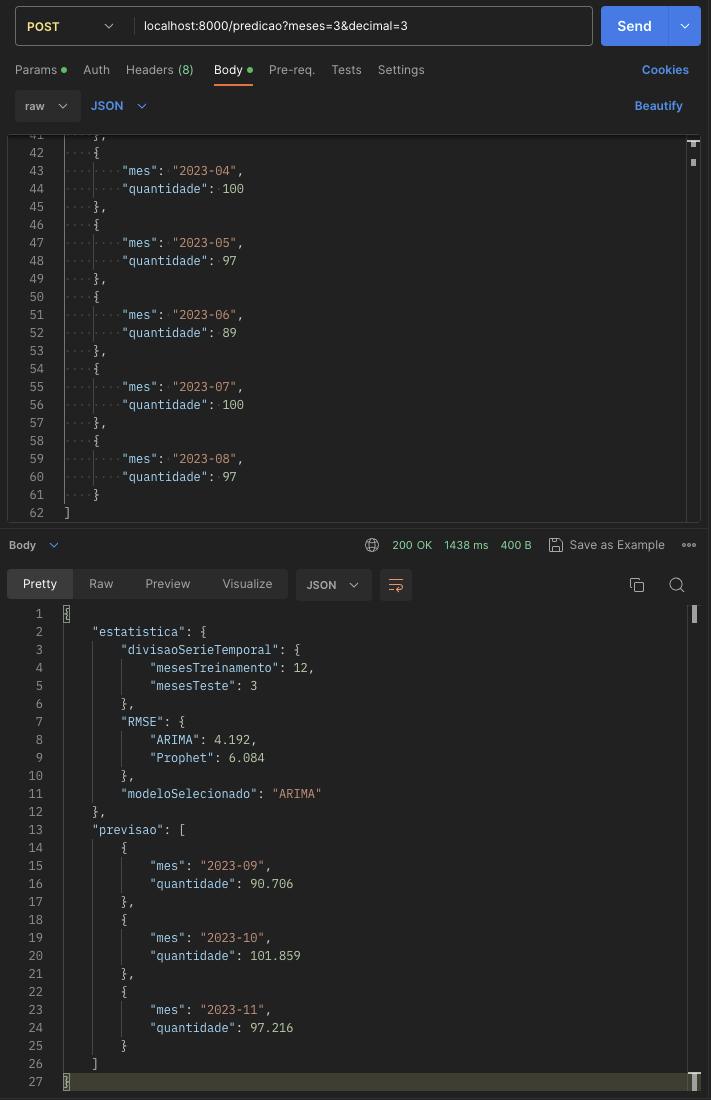 POST localhost:8000/predicao?meses=3&decimal=3 Send
Params Auth Headers (8) Body Pre-req. Tests Settings Cookies
raw JSON Beautify
41 },
42 {
43 "mes": "2023-04",
44 "quantidade": 100
45 },
46 {
47 "mes": "2023-05",
48 "quantidade": 97
49 },
50 {
51 "mes": "2023-06",
52 "quantidade": 89
53 },
54 {
55 "mes": "2023-07",
56 "quantidade": 100
57 },
58 {
59 "mes": "2023-08",
60 "quantidade": 97
61 }
62 ]
Body 200 OK 1438 ms 400 B Save as Example
Pretty Raw Preview Visualize JSON
1 {
2 "estatistica": {
3 "divisaoSerieTemporal": {
4 "mesesTreinamento": 12,
5 "mesesTeste": 3
6 },
7 "RMSE": {
8 "ARIMA": 4.192,
9 "Prophet": 6.084
10 },
11 "modeloSelecionado": "ARIMA"
12 },
13 "previsao": [
14 {
15 "mes": "2023-09",
16 "quantidade": 90.706
17 },
18 {
19 "mes": "2023-10",
20 "quantidade": 101.859
21 },
22 {
23 "mes": "2023-11",
24 "quantidade": 97.216
25 }
26 ]
27 }